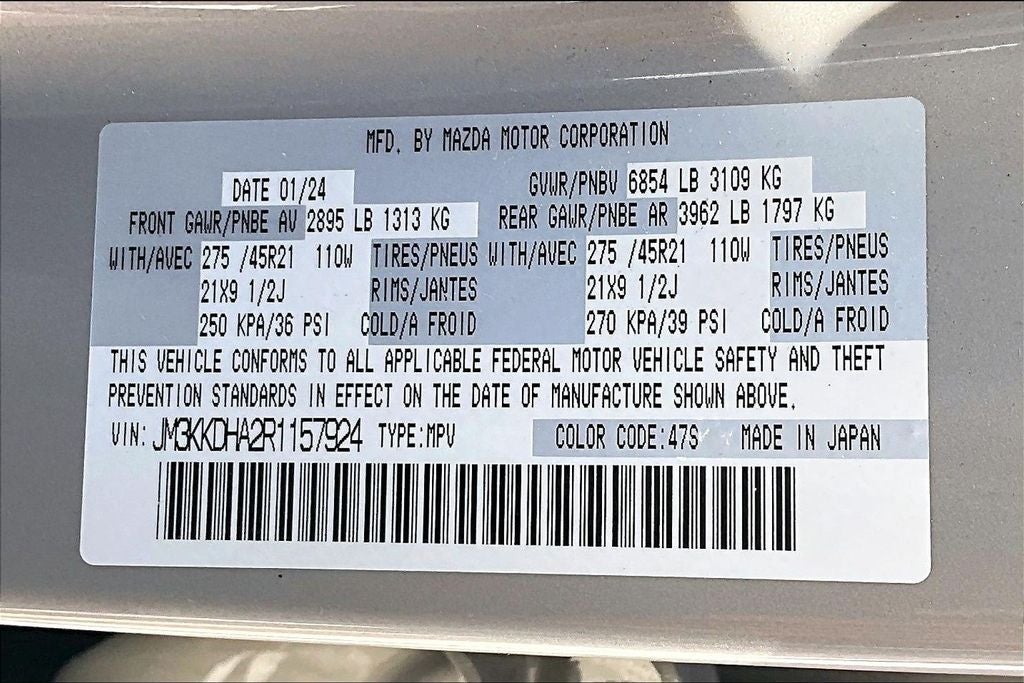 MFD. BY MAZDA MOTOR CORPORATION
DATE 01/24 GVWR/PNBV 6854 LB 3109 KG
FRONT GAWR/PNBE AV 2895 LB 1313 KG REAR GAWR/PNBE AR 3962 LB 1797 KG
WITH/AVEC 275 /45R21 110W TIRES/PNEUS WITH/AVEC 275 /45R21 110W TIRES/PNEUS
21X9 1/2J RIMS/JANTES 21X9 1/2J RIMS/JANTES
250 KPA/36 PSI COLD/A FROID 270 KPA/39 PSI COLD/A FROID
THIS VEHICLE CONFORMS TO ALL APPLICABLE FEDERAL MOTOR VEHICLE SAFETY AND THEFT
PREVENTION STANDARDS IN EFFECT ON THE DATE OF MANUFACTURE SHOWN ABOVE.
VIN: JM3KKDHA2R1157924 TYPE:MPV COLOR CODE:47S MADE IN JAPAN